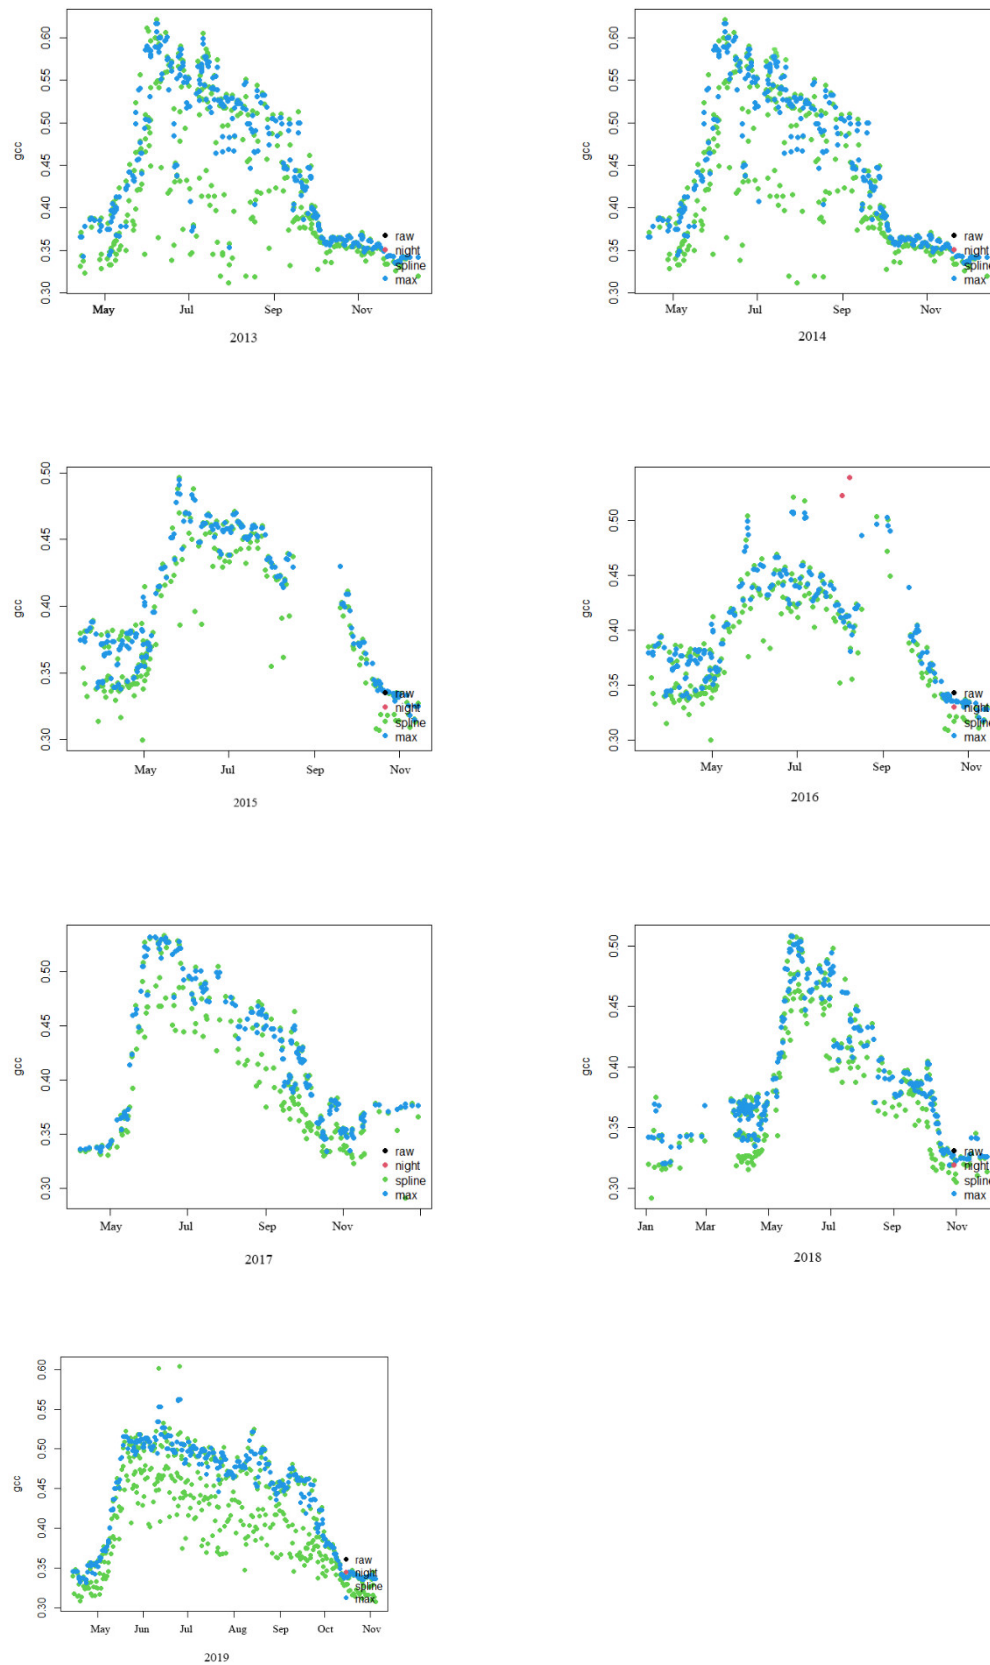 gcc
0.60
0.55
0.50
0.45
0.40
0.35
0.30
raw
night
spline
max
May Jul Sep Nov
2013
gcc
0.60
0.55
0.50
0.45
0.40
0.35
0.30
raw
night
spline
max
May Jul Sep Nov
2014
gcc
0.50
0.45
0.40
0.35
0.30
raw
night
spline
max
May Jul Sep Nov
2015
gcc
0.50
0.45
0.40
0.35
0.30
raw
night
spline
max
May Jul Sep Nov
2016
gcc
0.50
0.45
0.40
0.35
0.30
raw
night
spline
max
May Jul Sep Nov
2017
gcc
0.50
0.45
0.40
0.35
0.30
raw
night
spline
max
Jan Mar May Jul Sep Nov
2018
gcc
0.60
0.55
0.50
0.45
0.40
0.35
0.30
raw
night
spline
max
May Jun Jul Aug Sep Oct Nov
2019